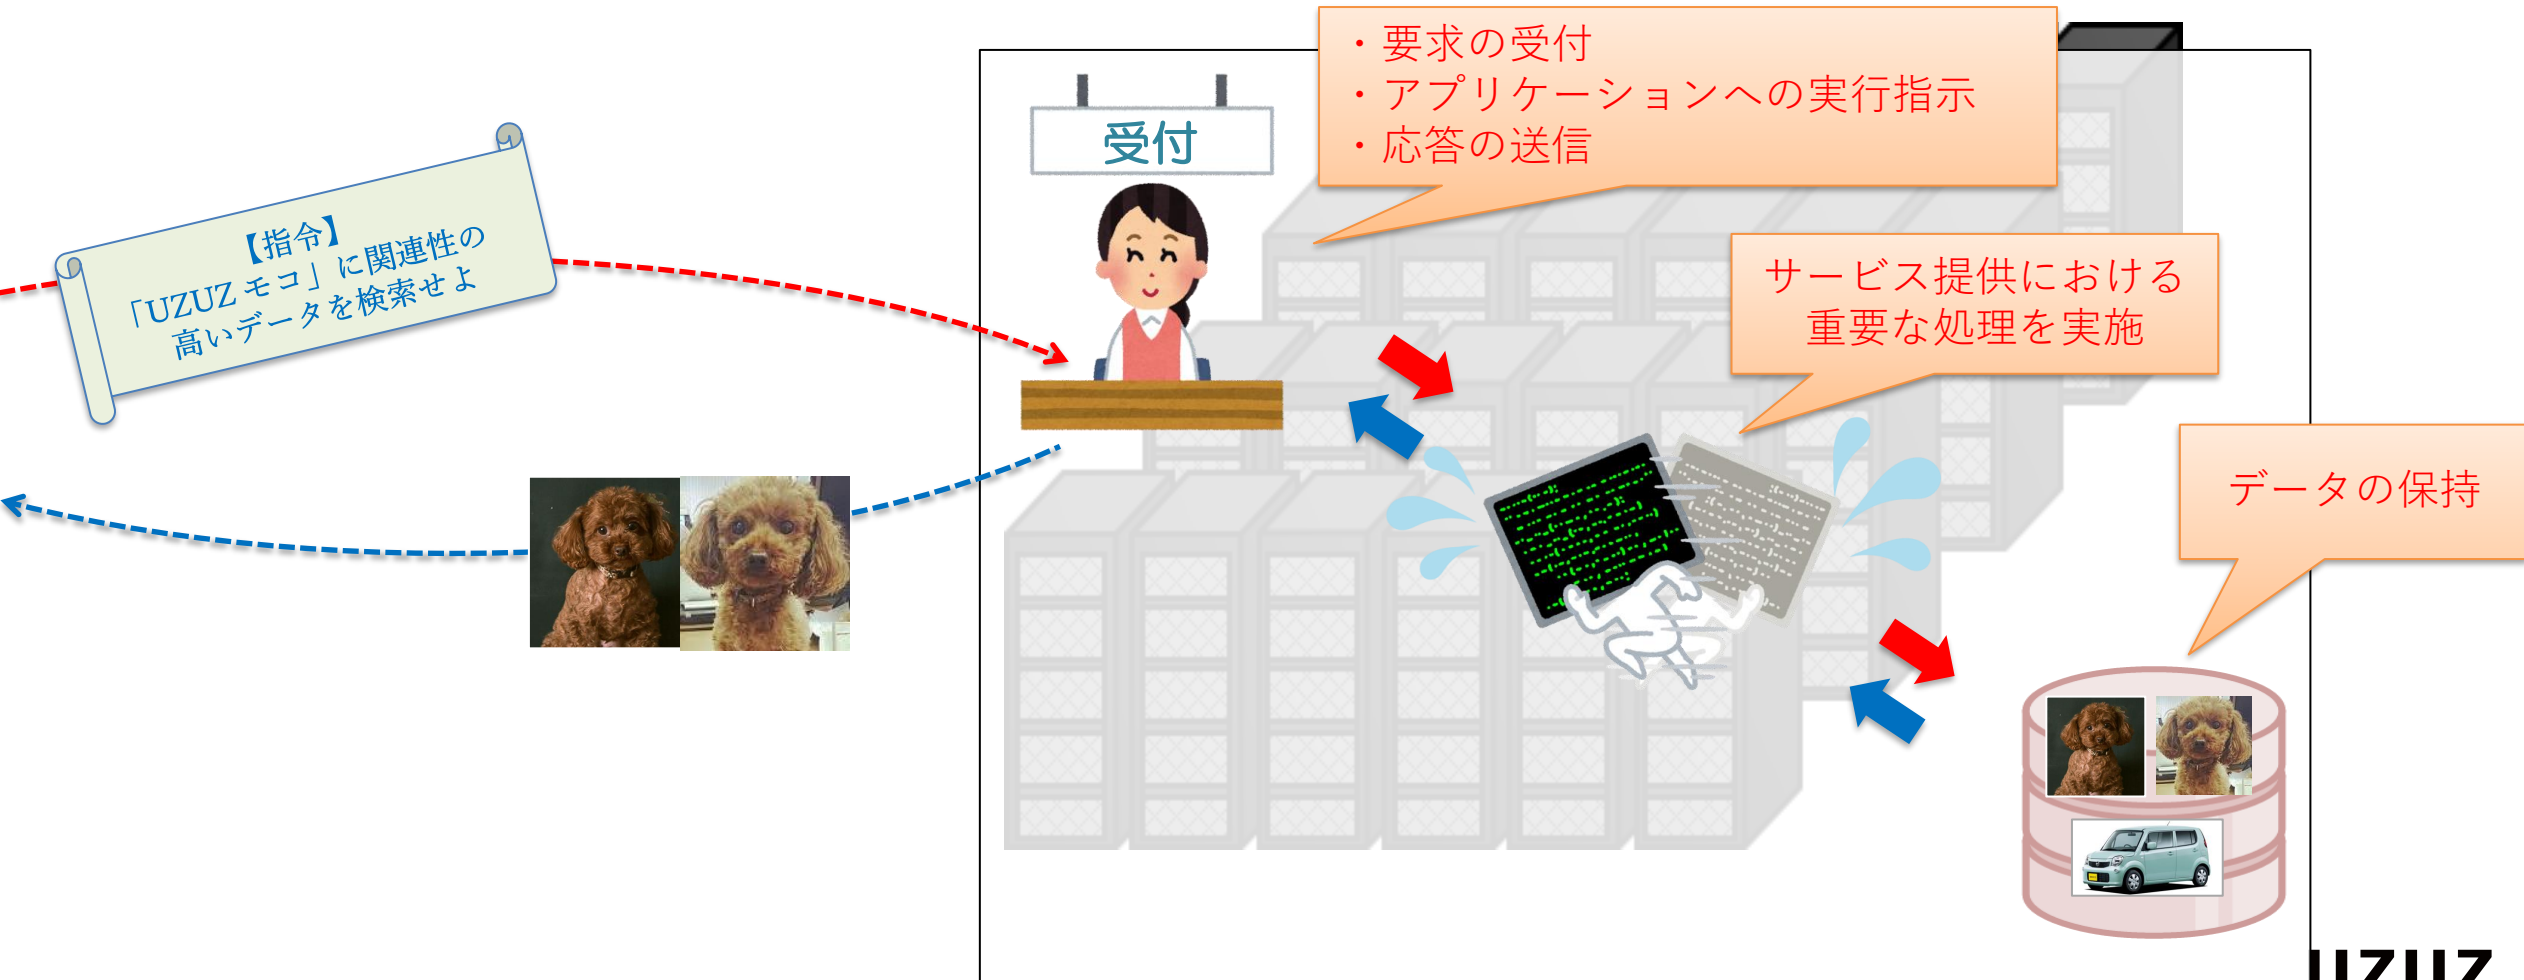 ・要求の受付
・アプリケーションへの実行指示
・応答の送信
受付
【指令】
「UZUZ モコ」に関連性の
高いデータを検索せよ
サービス提供における
重要な処理を実施
データの保持
UZUZ